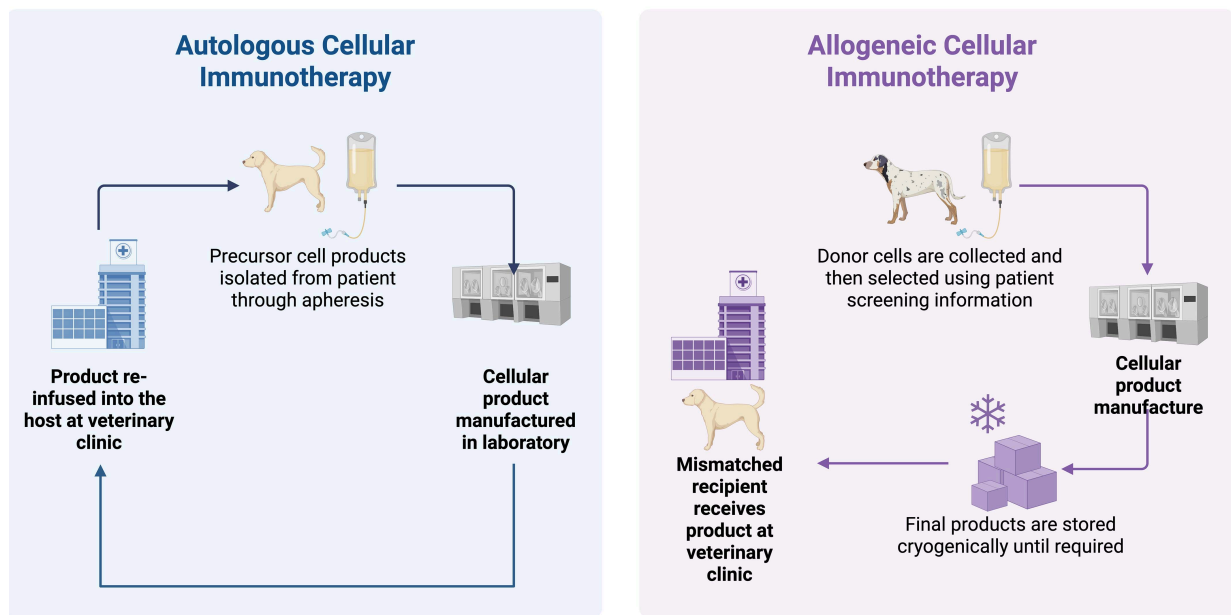 Autologous Cellular
Immunotherapy
Precursor cell products
isolated from patient
through apheresis
Product re-
infused into the
host at veterinary
clinic
Cellular
product
manufactured
in laboratory
Allogeneic Cellular
Immunotherapy
Donor cells are collected and
then selected using patient
screening information
Cellular
product
manufacture
Mismatched
recipient
receives
product at
veterinary
clinic
Final products are stored
cryogenically until required